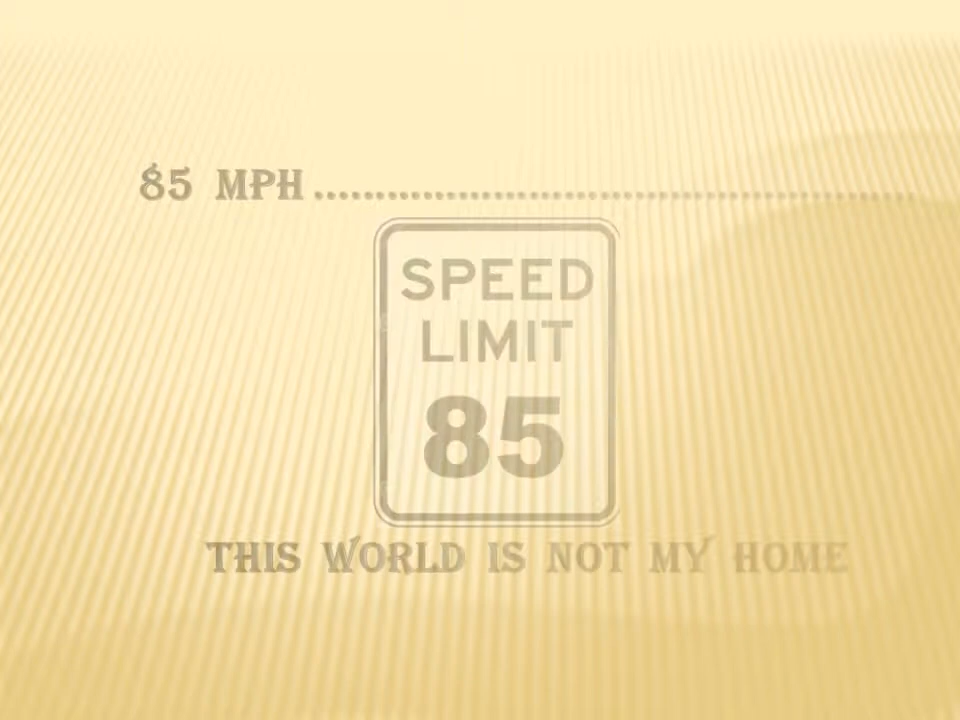 85 MPH................................................
SPEED
LIMIT
85
THIS WORLD IS NOT MY HOME